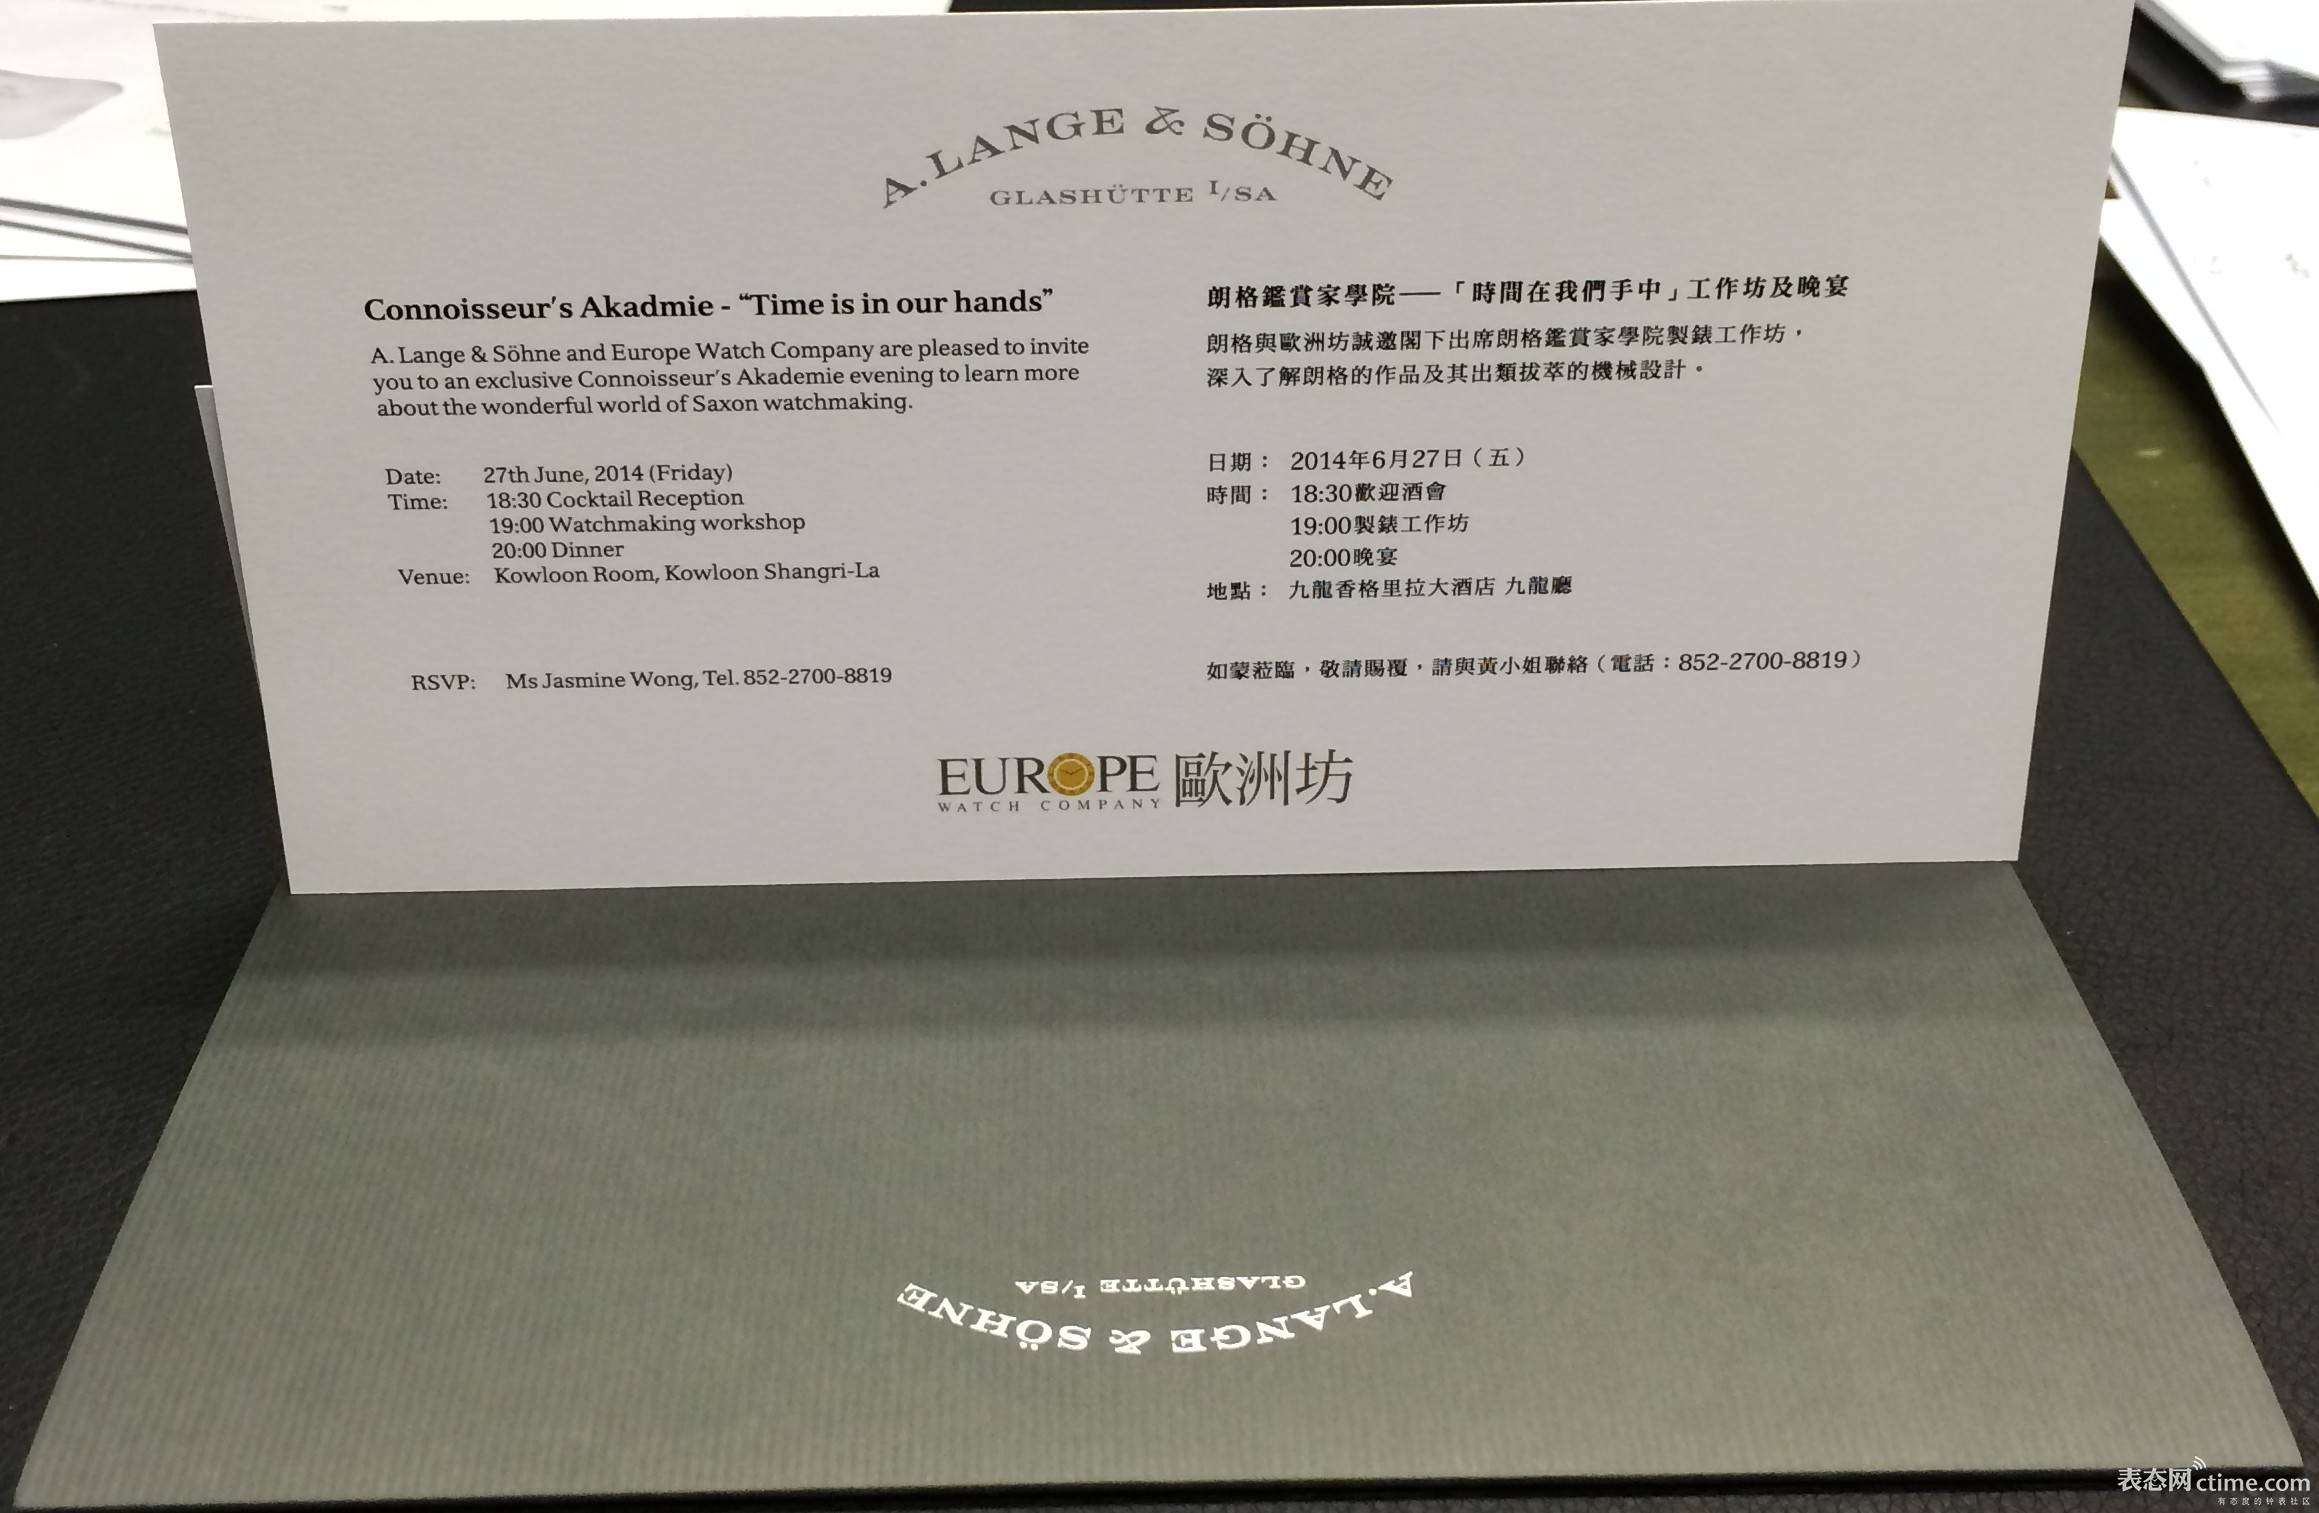 A. LANGE & SÖHNE
GLASHÜTTE I/SA
Connoisseur's Akadmie - “Time is in our hands”
A. Lange & Söhne and Europe Watch Company are pleased to invite
you to an exclusive Connoisseur's Akademie evening to learn more
about the wonderful world of Saxon watchmaking.
Date: 27th June, 2014 (Friday)
Time: 18:30 Cocktail Reception
19:00 Watchmaking workshop
20:00 Dinner
Venue: Kowloon Room, Kowloon Shangri-La
RSVP: Ms Jasmine Wong, Tel. 852-2700-8819
朗格鑑賞家學院——「時間在我們手中」工作坊及晚宴
朗格與歐洲坊誠邀閣下出席朗格鑑賞家學院製錶工作坊，
深入了解朗格的作品及其出類拔萃的機械設計。
日期： 2014年6月27日（五）
時間： 18:30歡迎酒會
19:00製錶工作坊
20:00晚宴
地點： 九龍香格里拉大酒店 九龍廳
如蒙蒞臨，敬請賜覆，請與黃小姐聯絡（電話：852-2700-8819）
EUROPE 歐洲坊
WATCH COMPANY
GLASHÜTTE I/SA
A. LANGE & SÖHNE
表态网 ctime.com
有态度的钟表社区